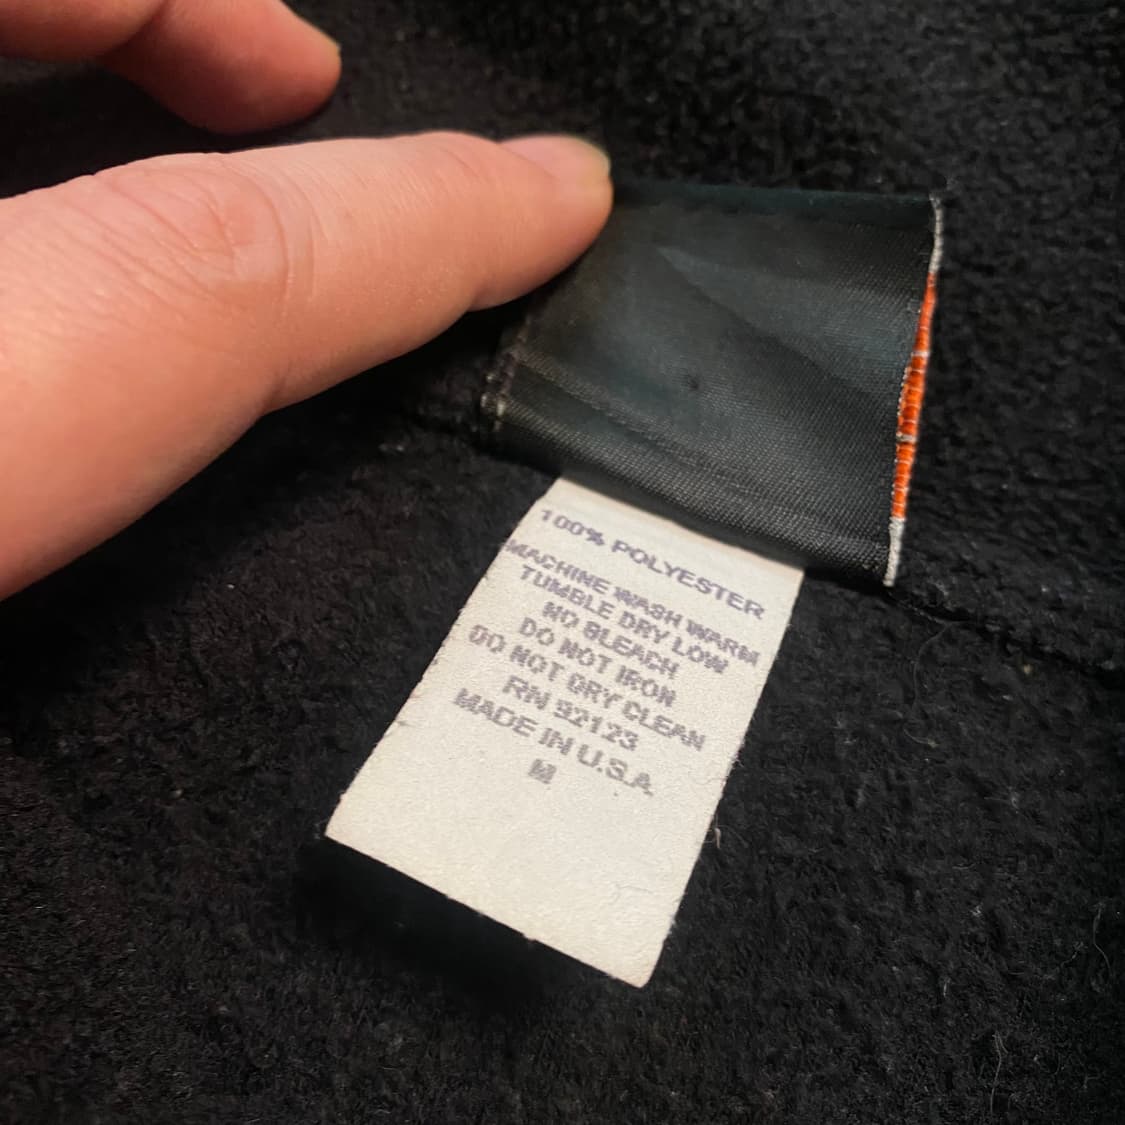 100% POLYESTER
MACHINE WASH WARM
TUMBLE DRY LOW
NO BLEACH
DO NOT IRON
DO NOT DRY CLEAN
RN 92123
MADE IN U.S.A.
M